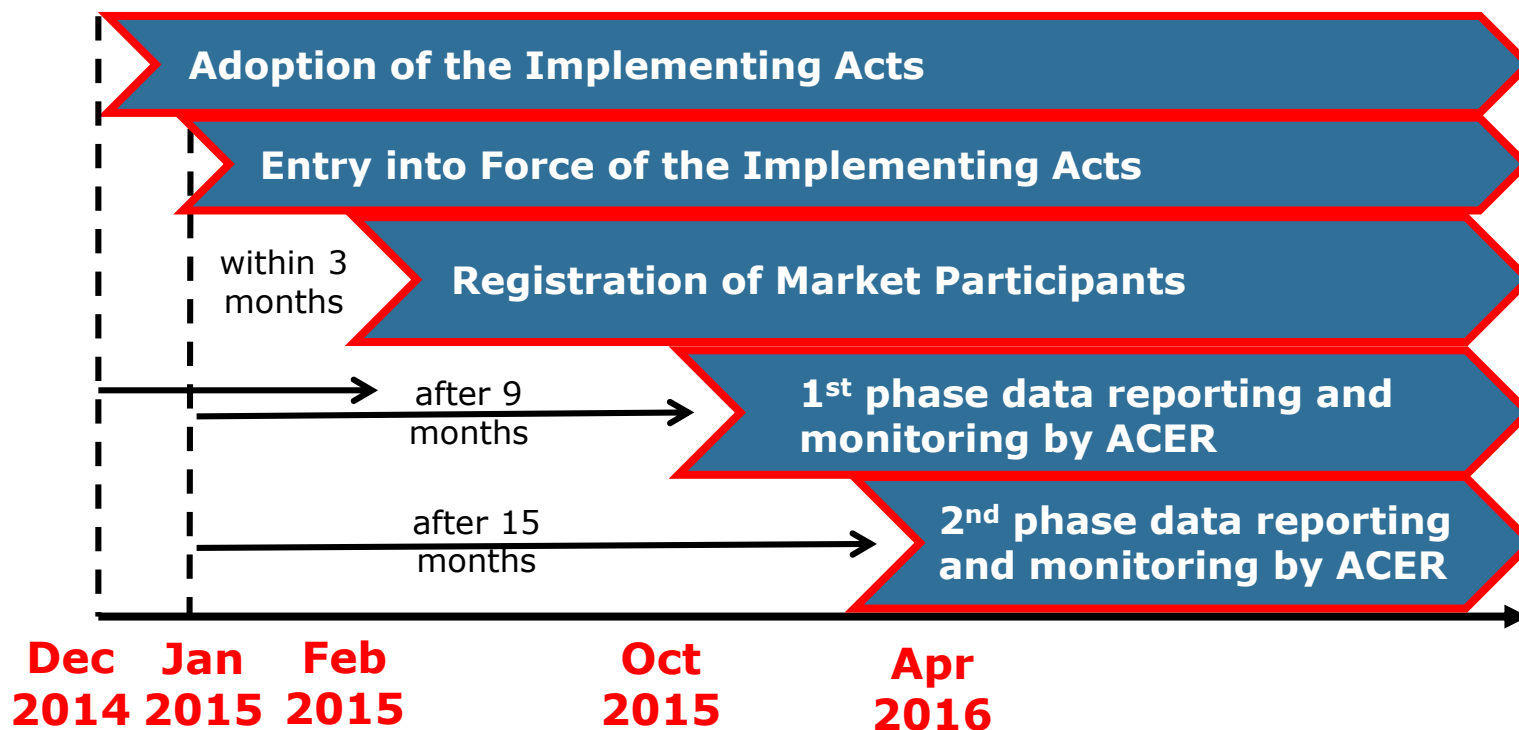 Adoption of the Implementing Acts
Entry into Force of the Implementing Acts
within 3
months
Registration of Market Participants
after 9
months
1st phase data reporting and
monitoring by ACER
after 15
months
2nd phase data reporting
and monitoring by ACER
Dec
2014
Jan
2015
Feb
2015
Oct
2015
Apr
2016